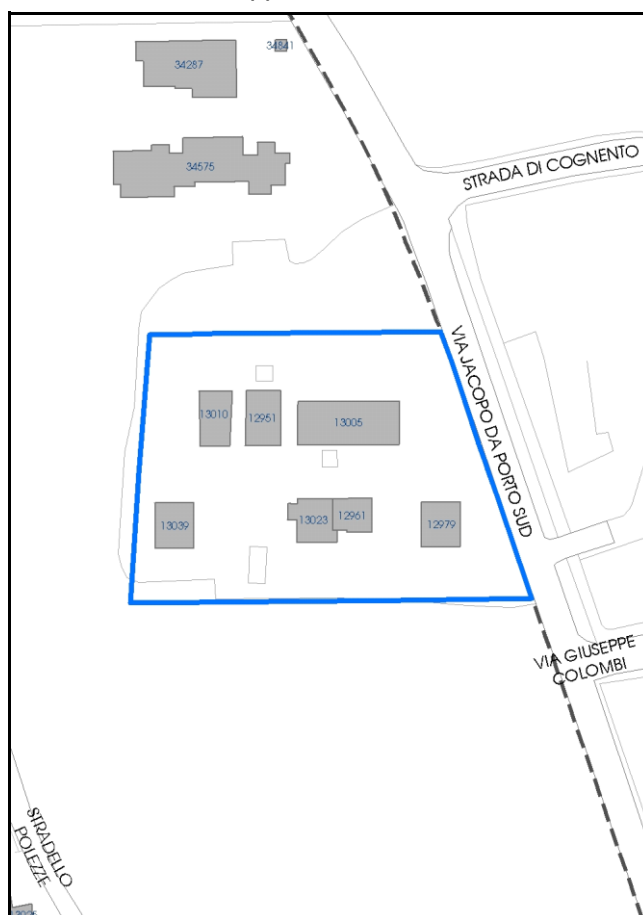 34287
34841
34575
STRADA DI COGNENTO
VIA JACOPO DA PORTO SUD
13010
12951
13005
13039
13023
12961
12979
VIA GIUSEPPE
COLOMBI
STRADELLO
POLEZZE